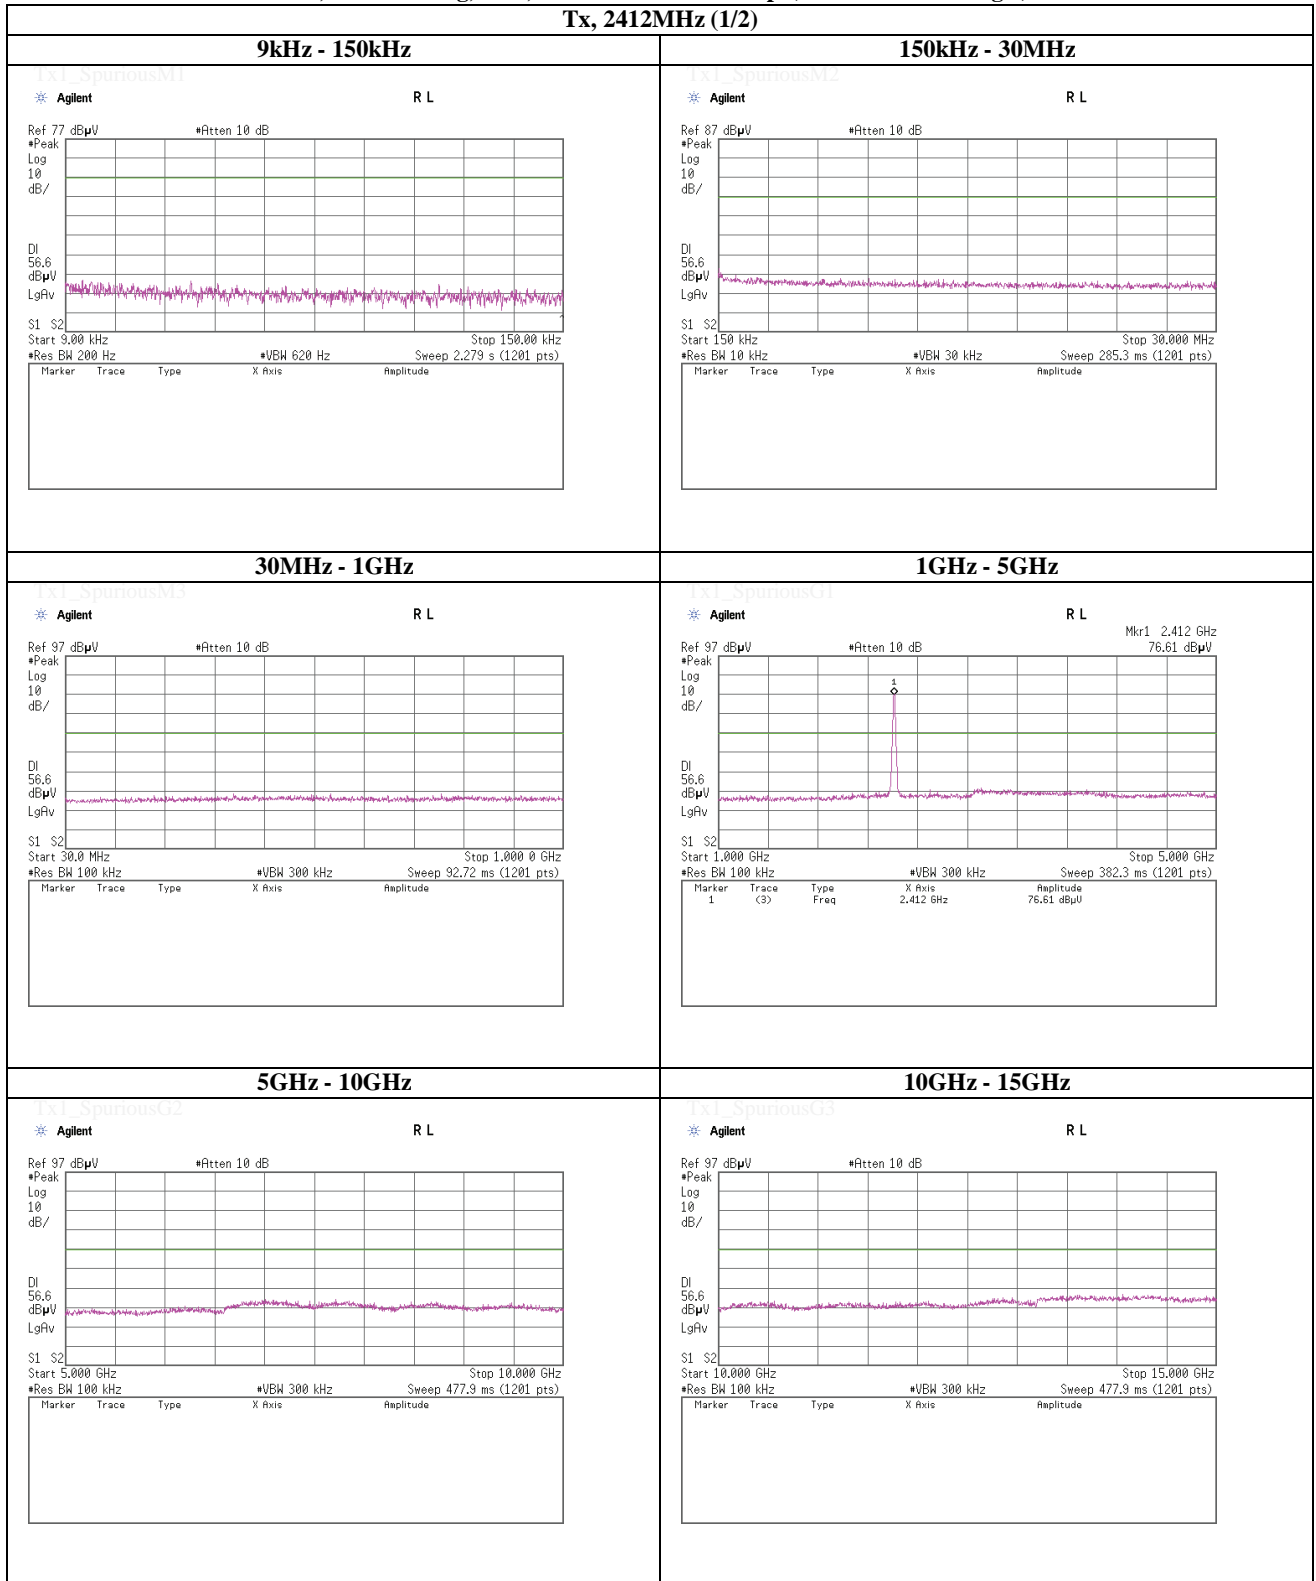 Tx, 2412MHz (1/2)
9kHz - 150kHz
150kHz - 30MHz
Tx1_SpuriousM1
Agilent
R L
Ref 77 dBµV
#Atten 10 dB
#Peak
Log
10
dB/
DI
56.6
dBµV
LgAv
S1 S2
Start 9.00 kHz
Stop 150.00 kHz
#Res BW 200 Hz
#VBW 620 Hz
Sweep 2.279 s (1201 pts)
Marker Trace Type X Axis Amplitude
Tx1_SpuriousM2
Agilent
R L
Ref 87 dBµV
#Atten 10 dB
#Peak
Log
10
dB/
DI
56.6
dBµV
LgAv
S1 S2
Start 150 kHz
Stop 30.000 MHz
#Res BW 10 kHz
#VBW 30 kHz
Sweep 285.3 ms (1201 pts)
Marker Trace Type X Axis Amplitude
30MHz - 1GHz
1GHz - 5GHz
Tx1_SpuriousM3
Agilent
R L
Ref 97 dBµV
#Atten 10 dB
#Peak
Log
10
dB/
DI
56.6
dBµV
LgAv
S1 S2
Start 30.0 MHz
Stop 1.000 0 GHz
#Res BW 100 kHz
#VBW 300 kHz
Sweep 92.72 ms (1201 pts)
Marker Trace Type X Axis Amplitude
Tx1_SpuriousG1
Agilent
R L
Mkr1 2.412 GHz
Ref 97 dBµV
#Atten 10 dB
76.61 dBµV
#Peak
Log
10
dB/
1
DI
56.6
dBµV
LgAv
S1 S2
Start 1.000 GHz
Stop 5.000 GHz
#Res BW 100 kHz
#VBW 300 kHz
Sweep 382.3 ms (1201 pts)
Marker Trace Type X Axis Amplitude
1 (3) Freq 2.412 GHz 76.61 dBµV
5GHz - 10GHz
10GHz - 15GHz
Tx1_SpuriousG2
Agilent
R L
Ref 97 dBµV
#Atten 10 dB
#Peak
Log
10
dB/
DI
56.6
dBµV
LgAv
S1 S2
Start 5.000 GHz
Stop 10.000 GHz
#Res BW 100 kHz
#VBW 300 kHz
Sweep 477.9 ms (1201 pts)
Marker Trace Type X Axis Amplitude
Tx1_SpuriousG3
Agilent
R L
Ref 97 dBµV
#Atten 10 dB
#Peak
Log
10
dB/
DI
56.6
dBµV
LgAv
S1 S2
Start 10.000 GHz
Stop 15.000 GHz
#Res BW 100 kHz
#VBW 300 kHz
Sweep 477.9 ms (1201 pts)
Marker Trace Type X Axis Amplitude